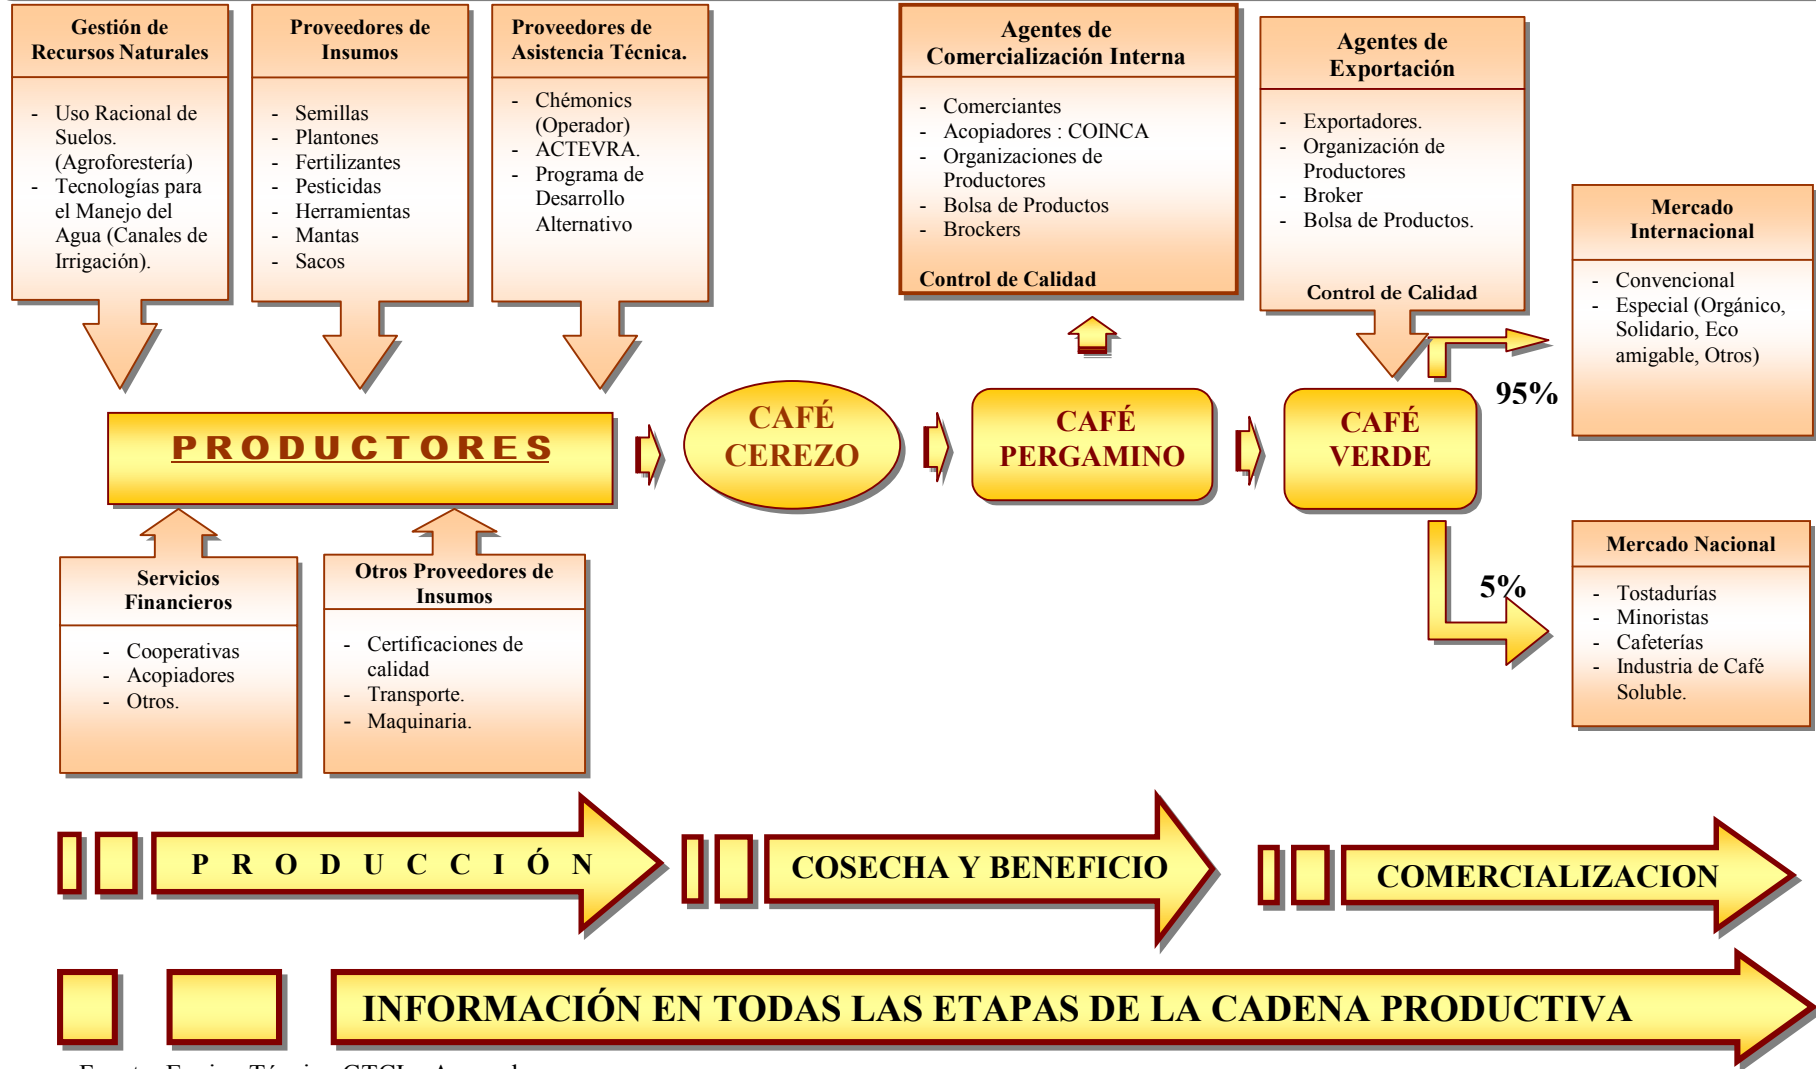 Gestión de
Recursos Naturales
- Uso Racional de
Suelos.
(Agroforestería)
- Tecnologías para
el Manejo del
Agua (Canales de
Irrigación).
Proveedores de
Insumos
- Semillas
- Plantones
- Fertilizantes
- Pesticidas
- Herramientas
- Mantas
- Sacos
Proveedores de
Asistencia Técnica.
- Chémonics
(Operador)
- ACTEVRA.
- Programa de
Desarrollo
Alternativo
Agentes de
Comercialización Interna
- Comerciantes
- Acopiadores : COINCA
- Organizaciones de
Productores
- Bolsa de Productos
- Brockers
Control de Calidad
Agentes de
Exportación
- Exportadores.
- Organización de
Productores
- Broker
- Bolsa de Productos.
Control de Calidad
Mercado
Internacional
- Convencional
- Especial (Orgánico,
Solidario, Eco
amigable, Otros)
95%
PRODUCTORES
CAFÉ
CEREZO
CAFÉ
PERGAMINO
CAFÉ
VERDE
Servicios
Financieros
- Cooperativas
- Acopiadores
- Otros.
Otros Proveedores de
Insumos
- Certificaciones de
calidad
- Transporte.
- Maquinaria.
5%
Mercado Nacional
- Tostadurías
- Minoristas
- Cafeterías
- Industria de Café
Soluble.
PRODUCCIÓN
COSECHA Y BENEFICIO
COMERCIALIZACION
INFORMACIÓN EN TODAS LAS ETAPAS DE LA CADENA PRODUCTIVA